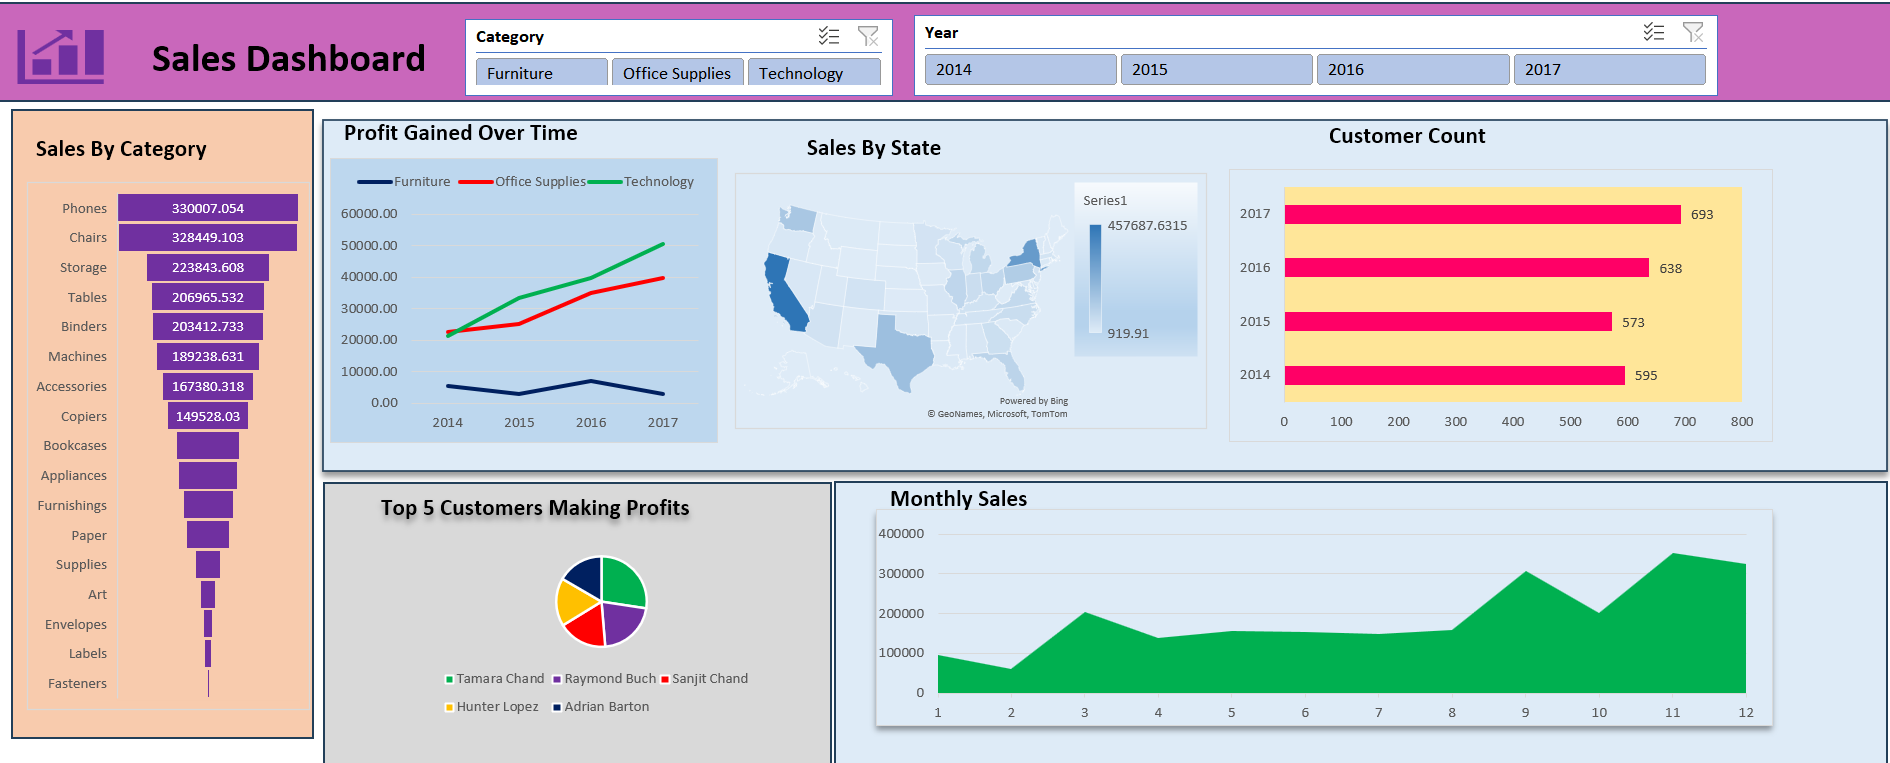 Sales Dashboard
Category
Furniture Office Supplies Technology
Year
2014 2015 2016 2017
Sales By Category
Phones 330007.054
Chairs 328449.103
Storage 223843.608
Tables 206965.532
Binders 203412.733
Machines 189238.631
Accessories 167380.318
Copiers 149528.03
Bookcases
Appliances
Furnishings
Paper
Supplies
Art
Envelopes
Labels
Fasteners
Profit Gained Over Time
Furniture Office Supplies Technology
60000.00
50000.00
40000.00
30000.00
20000.00
10000.00
0.00
2014 2015 2016 2017
Sales By State
Series1
457687.6315
919.91
Powered by Bing
© GeoNames, Microsoft, TomTom
Customer Count
2017 693
2016 638
2015 573
2014 595
0 100 200 300 400 500 600 700 800
Top 5 Customers Making Profits
Tamara Chand Raymond Buch Sanjit Chand
Hunter Lopez Adrian Barton
Monthly Sales
400000
300000
200000
100000
0
1 2 3 4 5 6 7 8 9 10 11 12